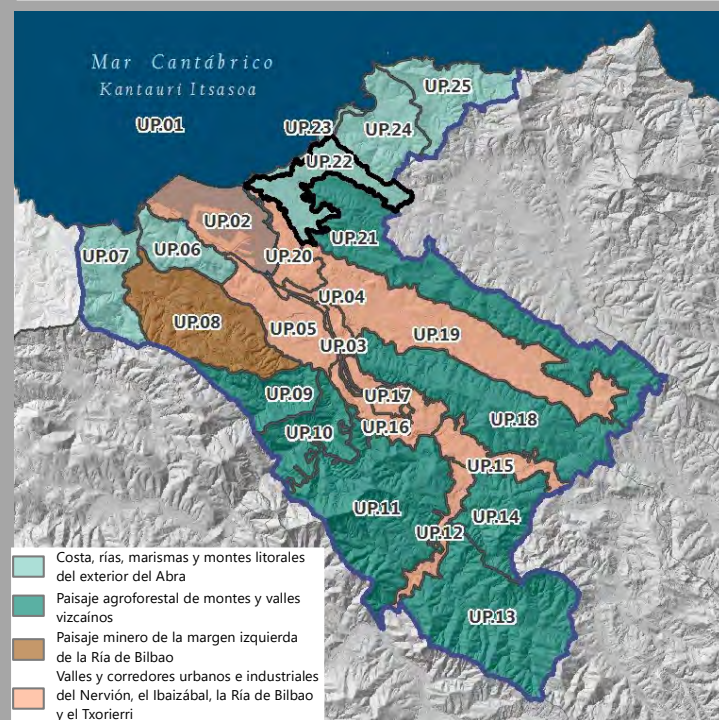 Mar Cantábrico
Kantauri Itsasoa
UP.01
UP.25
UP.23
UP.24
UP.22
UP.02
UP.21
UP.07
UP.06
UP.20
UP.04
UP.08
UP.05
UP.19
UP.03
UP.09
UP.17
UP.18
UP.10
UP.16
UP.15
UP.11
UP.14
UP.12
UP.13
Costa, rías, marismas y montes litorales
del exterior del Abra
Paisaje agroforestal de montes y valles
vizcaínos
Paisaje minero de la margen izquierda
de la Ría de Bilbao
Valles y corredores urbanos e industriales
del Nervión, el Ibaizábal, la Ría de Bilbao
y el Txorierri